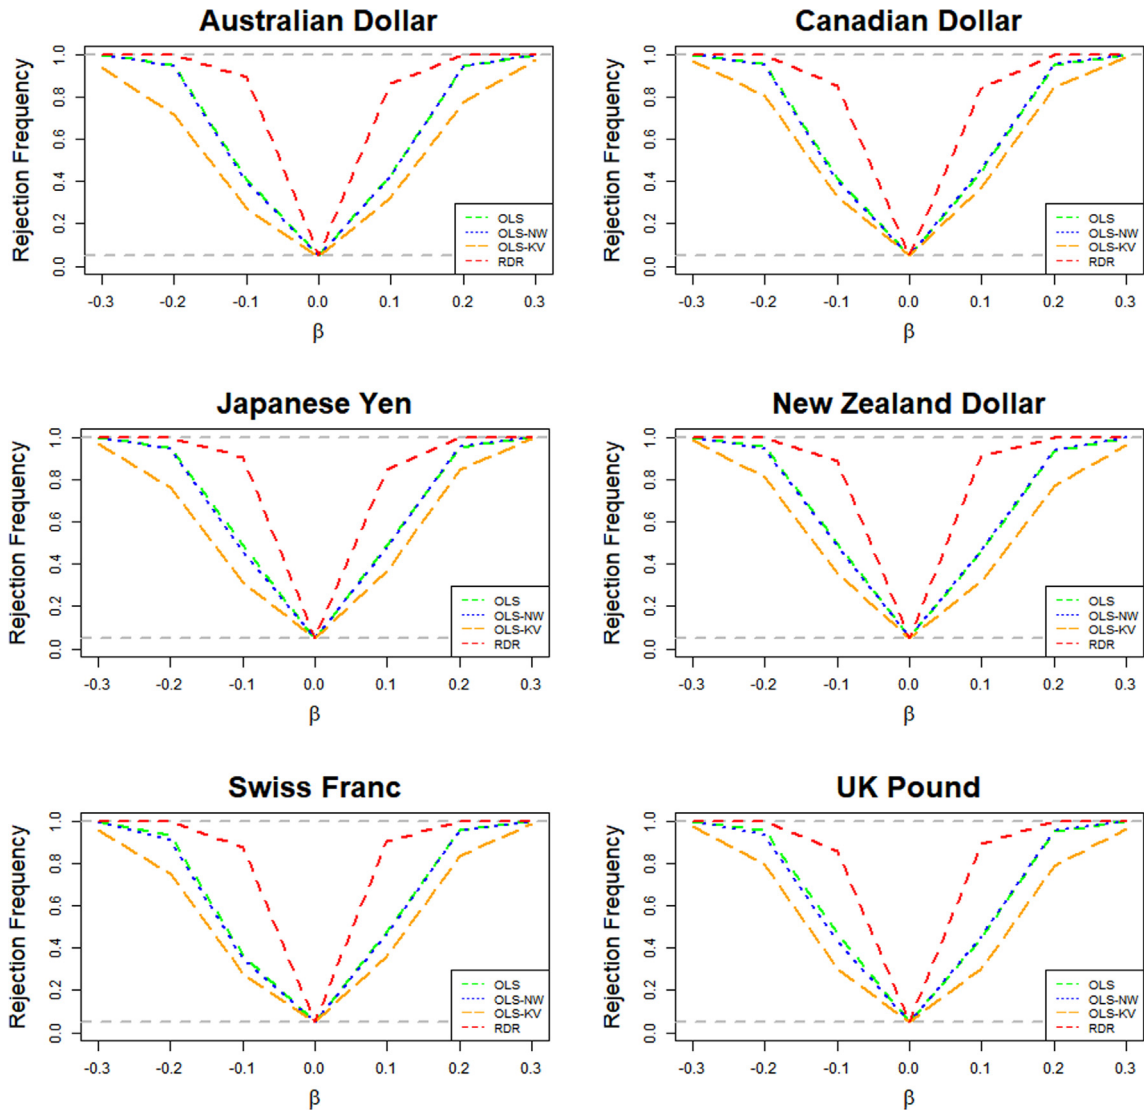 Australian Dollar
Rejection Frequency
1.0
0.8
0.6
0.4
0.2
0.0
OLS
OLS-NW
OLS-KV
RDR
-0.3 -0.2 -0.1 0.0 0.1 0.2 0.3
β
Canadian Dollar
Rejection Frequency
1.0
0.8
0.6
0.4
0.2
0.0
OLS
OLS-NW
OLS-KV
RDR
-0.3 -0.2 -0.1 0.0 0.1 0.2 0.3
β
Japanese Yen
Rejection Frequency
1.0
0.8
0.6
0.4
0.2
0.0
OLS
OLS-NW
OLS-KV
RDR
-0.3 -0.2 -0.1 0.0 0.1 0.2 0.3
β
New Zealand Dollar
Rejection Frequency
1.0
0.8
0.6
0.4
0.2
0.0
OLS
OLS-NW
OLS-KV
RDR
-0.3 -0.2 -0.1 0.0 0.1 0.2 0.3
β
Swiss Franc
Rejection Frequency
1.0
0.8
0.6
0.4
0.2
0.0
OLS
OLS-NW
OLS-KV
RDR
-0.3 -0.2 -0.1 0.0 0.1 0.2 0.3
β
UK Pound
Rejection Frequency
1.0
0.8
0.6
0.4
0.2
0.0
OLS
OLS-NW
OLS-KV
RDR
-0.3 -0.2 -0.1 0.0 0.1 0.2 0.3
β